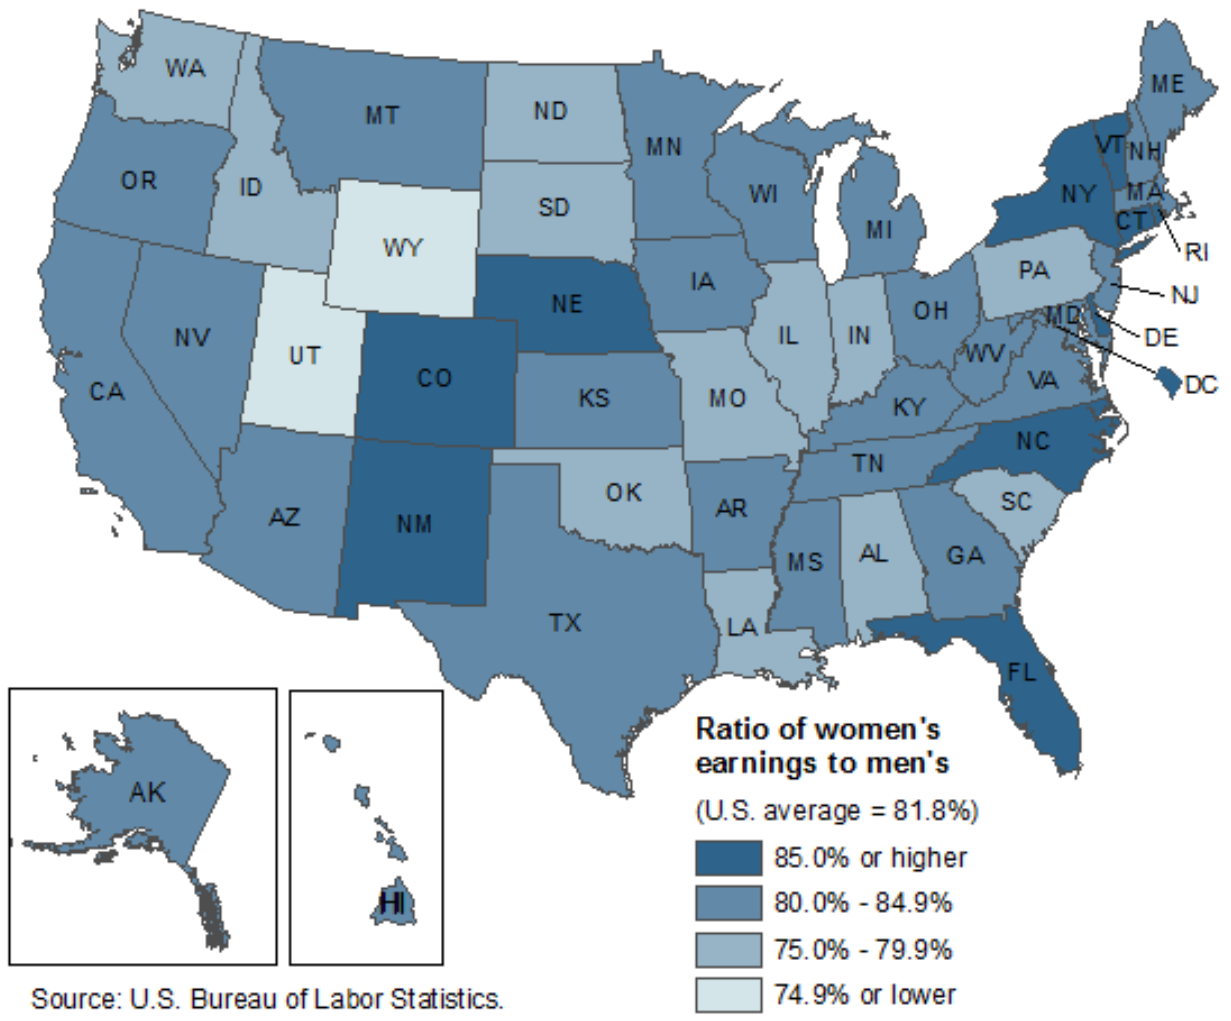 WA
MT
ND
MN
ME
VT
NH
OR
ID
SD
WI
NY
MA
MI
CT
WY
RI
PA
IA
NJ
NE
NV
UT
IL
IN
OH
MD
DE
CO
WV
VA
DC
CA
KS
MO
KY
NC
TN
OK
AR
SC
AZ
NM
MS
AL
GA
TX
LA
FL
AK
HI
Ratio of women's
earnings to men's
(U.S. average = 81.8%)
85.0% or higher
80.0% - 84.9%
75.0% - 79.9%
74.9% or lower
Source: U.S. Bureau of Labor Statistics.